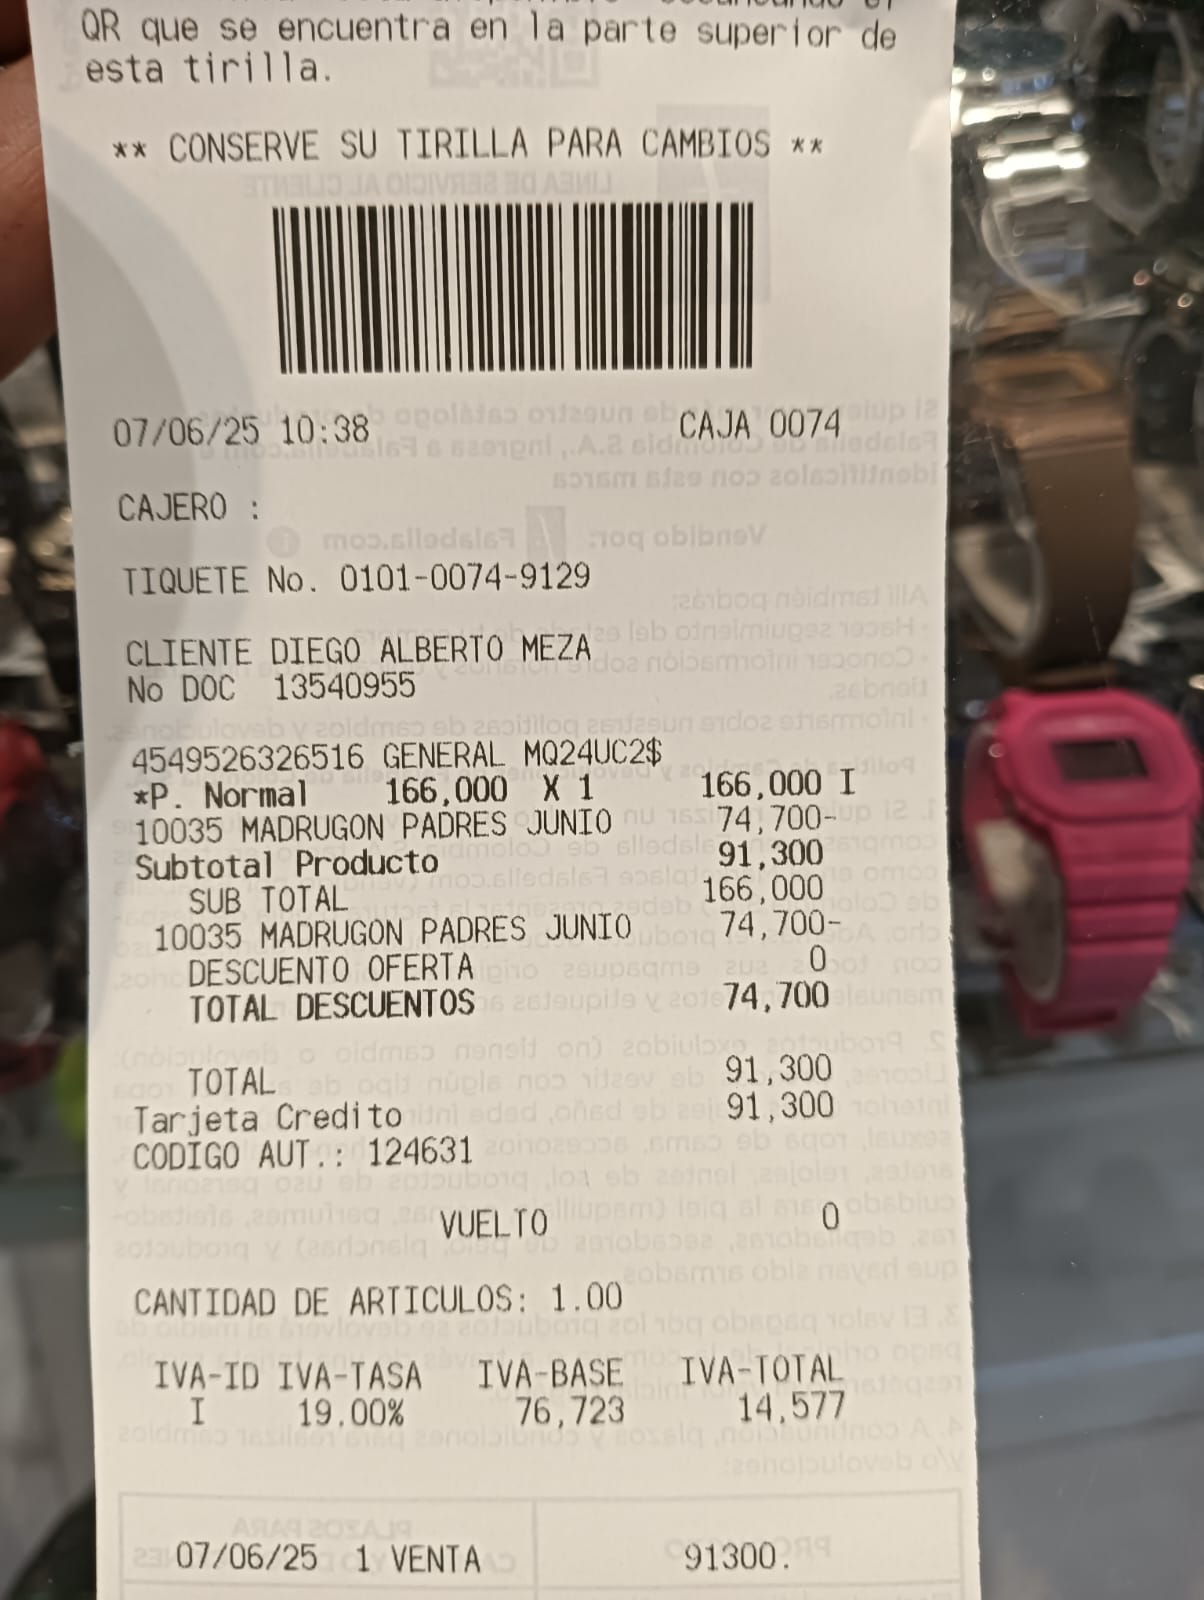 QR que se encuentra en la parte superior de
esta tirilla.
** CONSERVE SU TIRILLA PARA CAMBIOS **
07/06/25 10:38 CAJA 0074
CAJERO :
TIQUETE No. 0101-0074-9129
CLIENTE DIEGO ALBERTO MEZA
No DOC 13540955
4549526326516 GENERAL MQ24UC2$
*P. Normal 166,000 X 1 166,000 I
10035 MADRUGON PADRES JUNIO 74,700-
Subtotal Producto 91,300
SUB TOTAL 166,000
10035 MADRUGON PADRES JUNIO 74,700-
DESCUENTO OFERTA 0
TOTAL DESCUENTOS 74,700
TOTAL 91,300
Tarjeta Credito 91,300
CODIGO AUT.: 124631
VUELTO 0
CANTIDAD DE ARTICULOS: 1.00
IVA-ID IVA-TASA IVA-BASE IVA-TOTAL
I 19.00% 76,723 14,577
07/06/25 1 VENTA 91300.